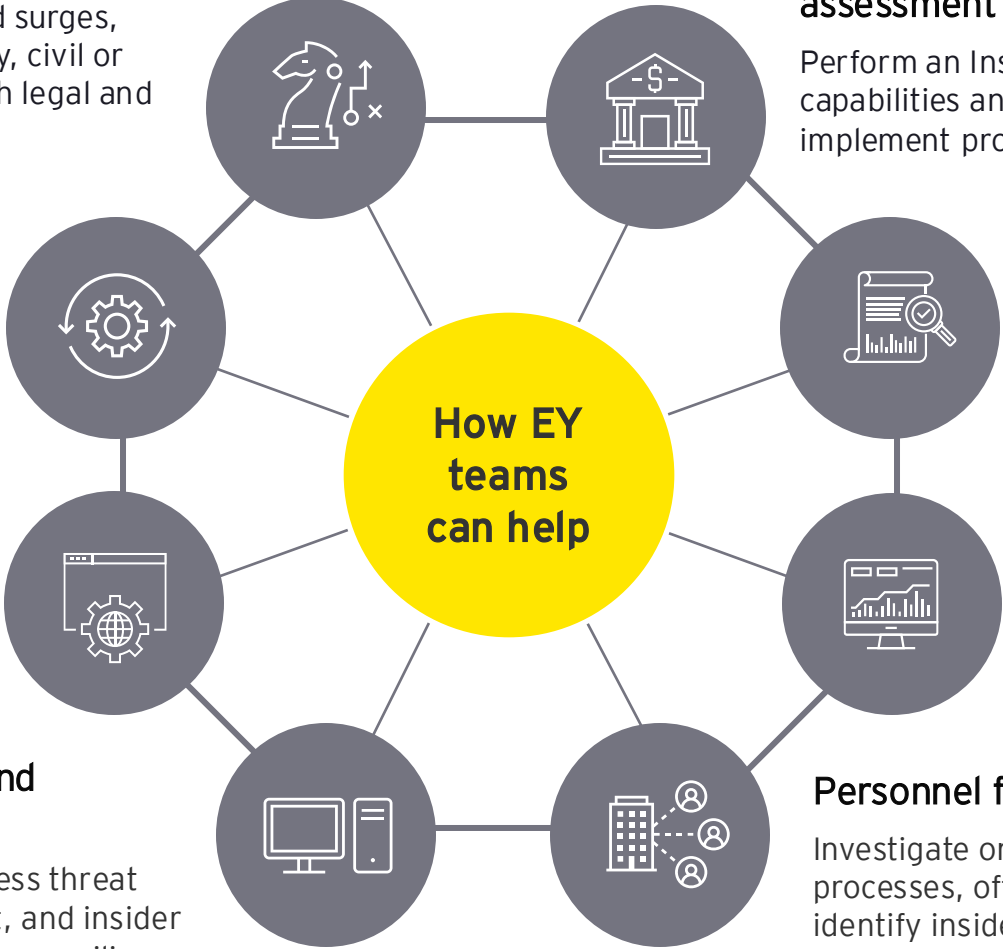 d surges,
y, civil or
h legal and
assessment
Perform an Ins
capabilities an
implement pro
$
How EY
teams
can help
nd
ess threat
t, and insider
Personnel f
Investigate or
processes, of
identify inside